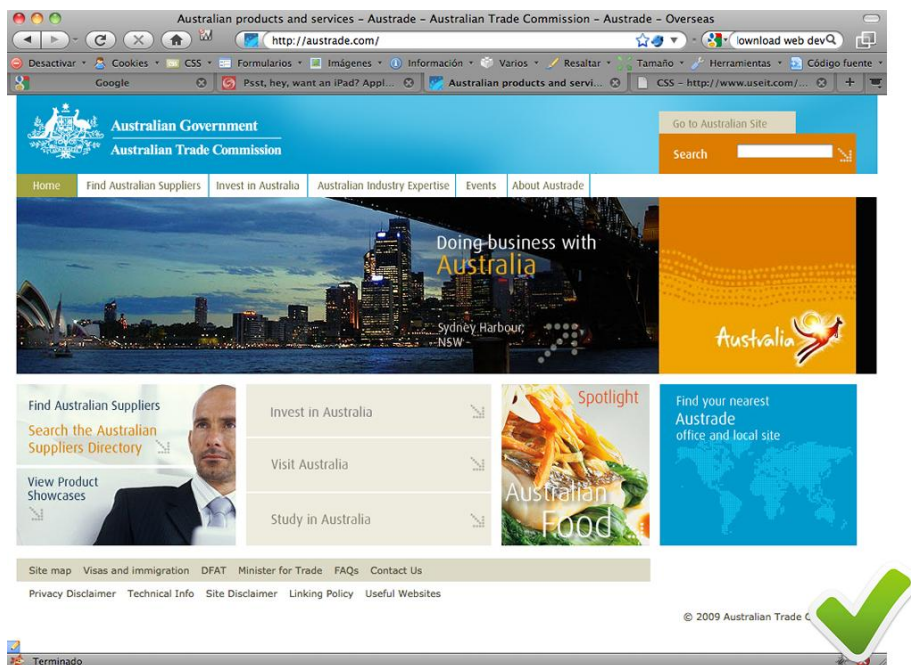 Australian products and services – Austrade – Australian Trade Commission – Austrade – Overseas
http://austrade.com/
ownload web dev
Desactivar Cookies CSS Formularios Imágenes Información Varios Resaltar Tamaño Herramientas Código fuente
Google
Psst, hey, want an iPad? Appl...
Australian products and servi...
CSS – http://www.useit.com/...
Australian Government
Australian Trade Commission
Go to Australian Site
Search
Home
Find Australian Suppliers
Invest in Australia
Australian Industry Expertise
Events
About Austrade
Doing business with
Australia
Sydney Harbour,
NSW
Australia
Find Australian Suppliers
Search the Australian
Suppliers Directory
View Product
Showcases
Invest in Australia
Visit Australia
Study in Australia
Spotlight
Australian
Food
Find your nearest
Austrade
office and local site
Site map Visas and immigration DFAT Minister for Trade FAQs Contact Us
Privacy Disclaimer Technical Info Site Disclaimer Linking Policy Useful Websites
© 2009 Australian Trade
Terminado